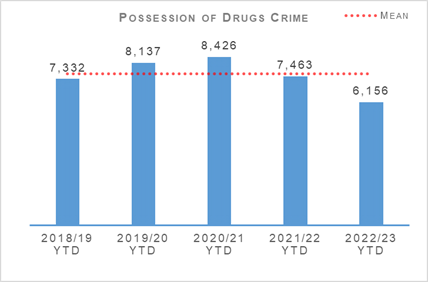 POSSESSION OF DRUGS CRIME
MEAN
7,332
8,137
8,426
7,463
6,156
2018/19 YTD
2019/20 YTD
2020/21 YTD
2021/22 YTD
2022/23 YTD